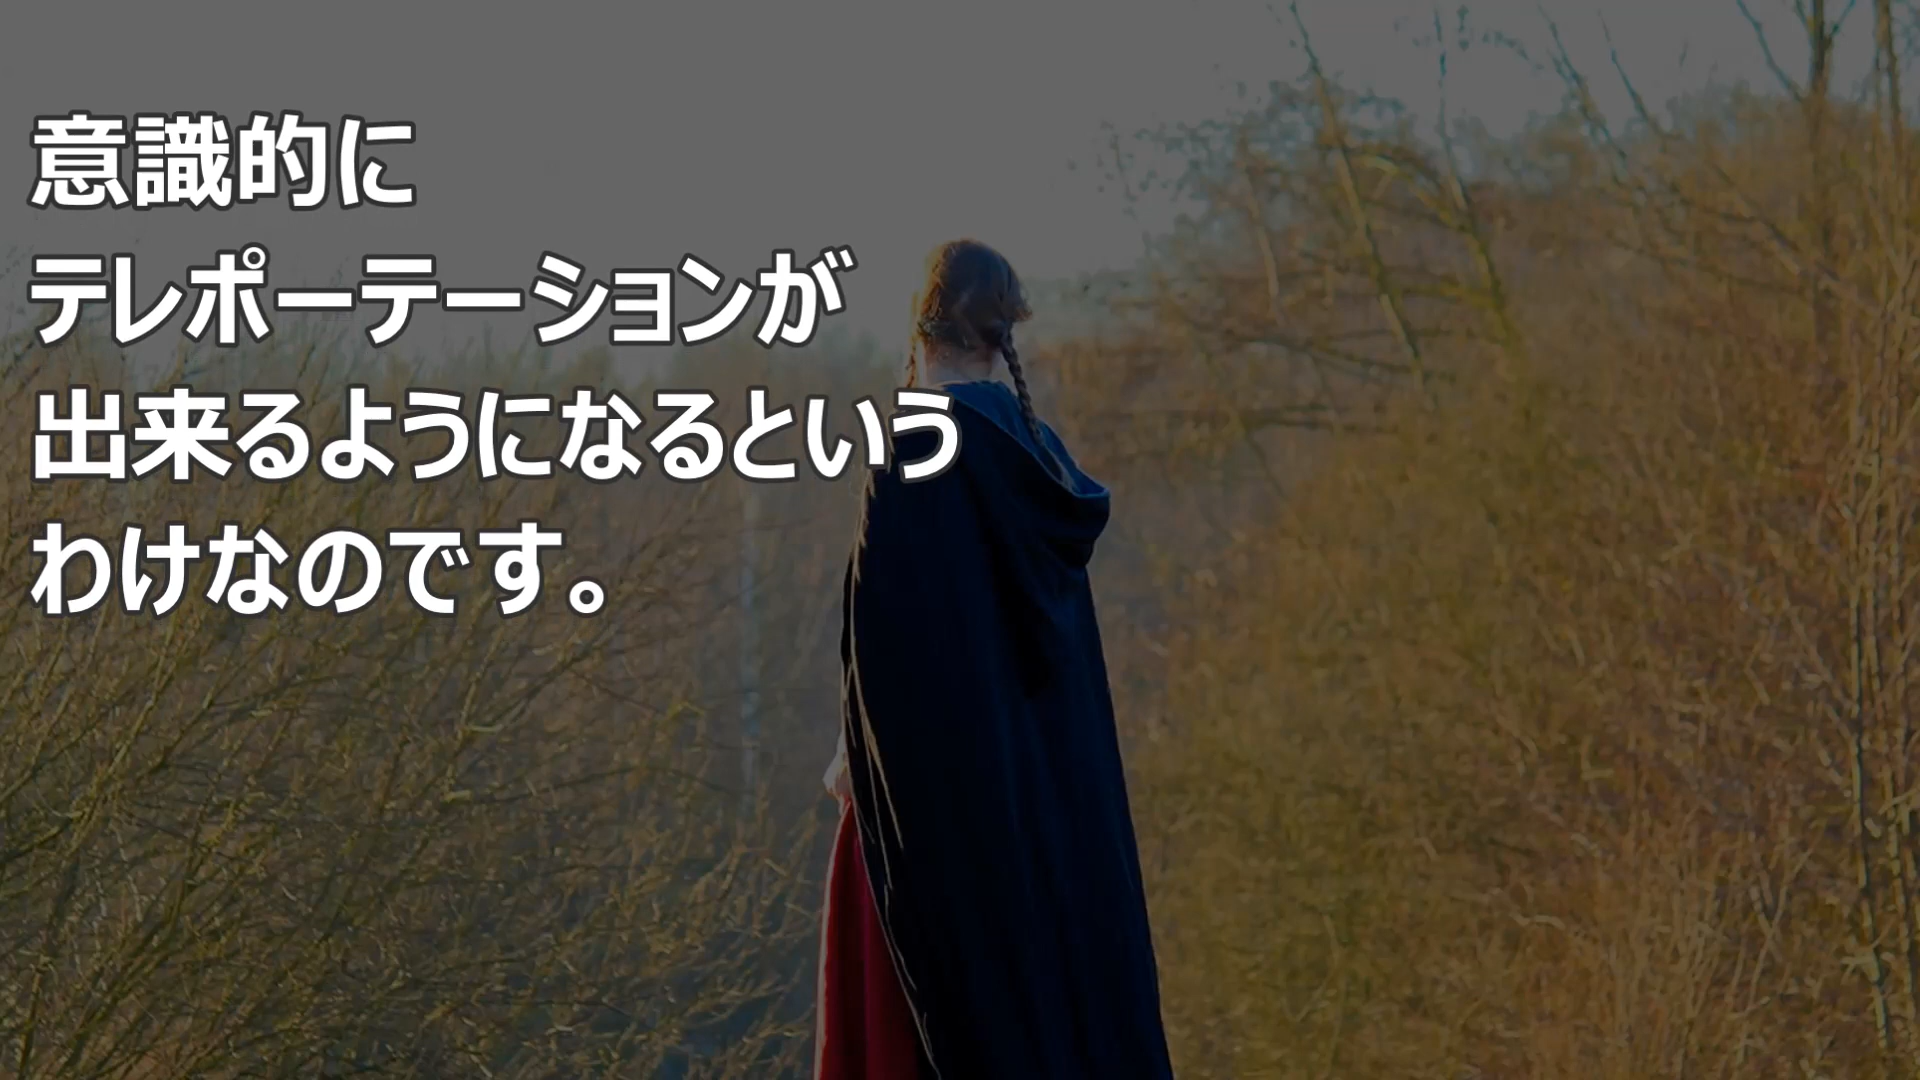 意識的に
テレポーテーションが
出来るようになるという
わけなのです。